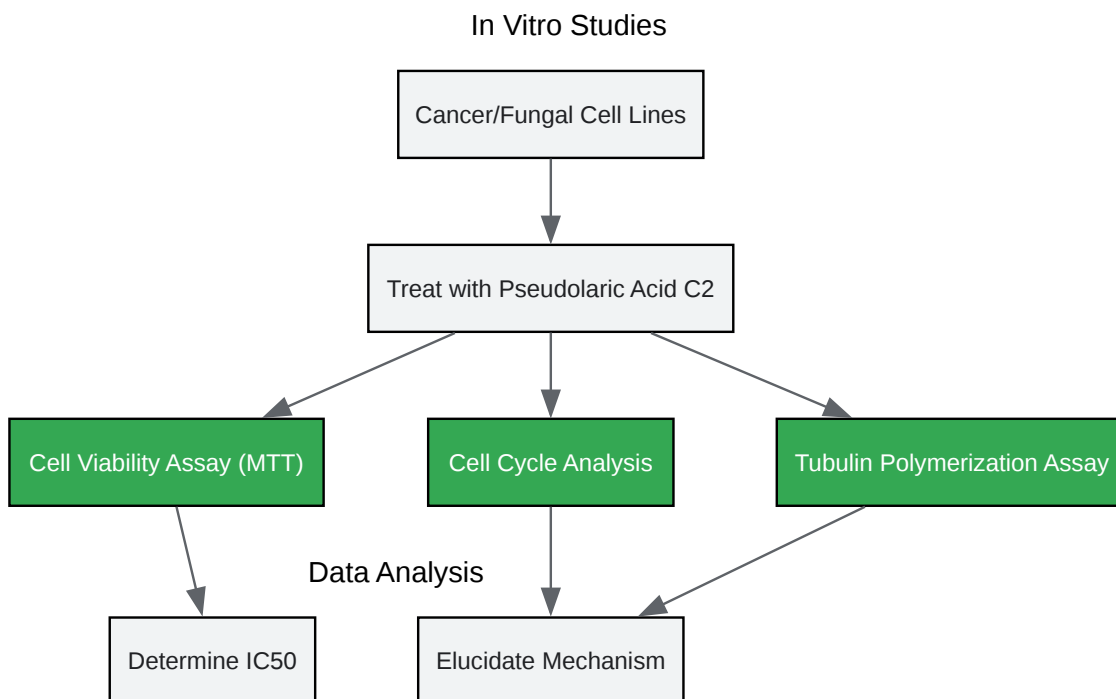 In Vitro Studies
Cancer/Fungal Cell Lines
Treat with Pseudolaric Acid C2
Cell Viability Assay (MTT)
Cell Cycle Analysis
Tubulin Polymerization Assay
Data Analysis
Determine IC50
Elucidate Mechanism